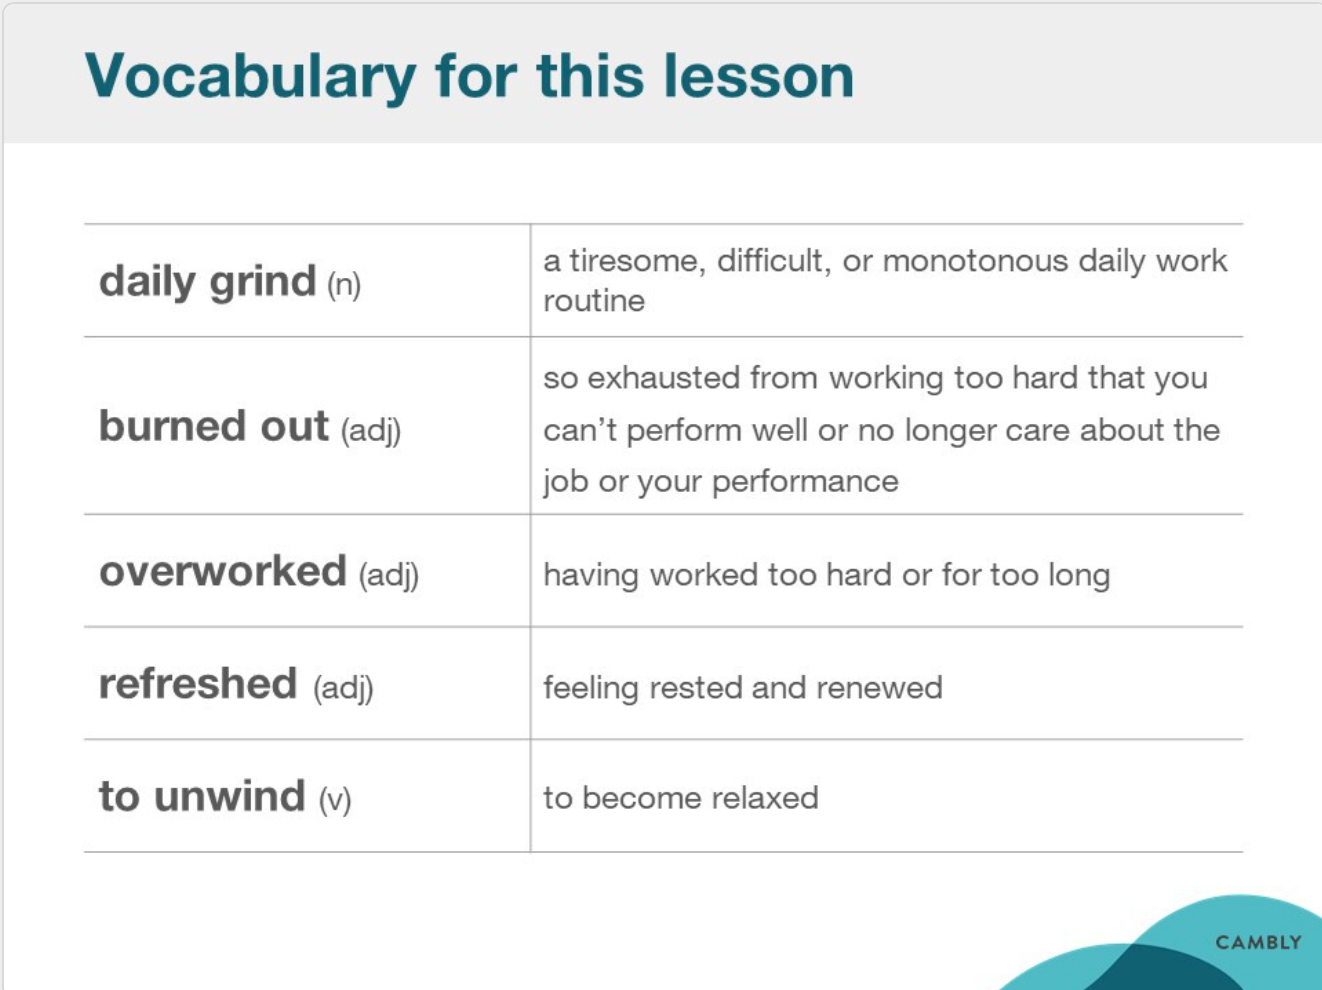 Vocabulary for this lesson
daily grind (n)
a tiresome, difficult, or monotonous daily work
routine
burned out (adj)
so exhausted from working too hard that you
can’t perform well or no longer care about the
job or your performance
overworked (adj)
having worked too hard or for too long
refreshed (adj)
feeling rested and renewed
to unwind (v)
to become relaxed
CAMBLY